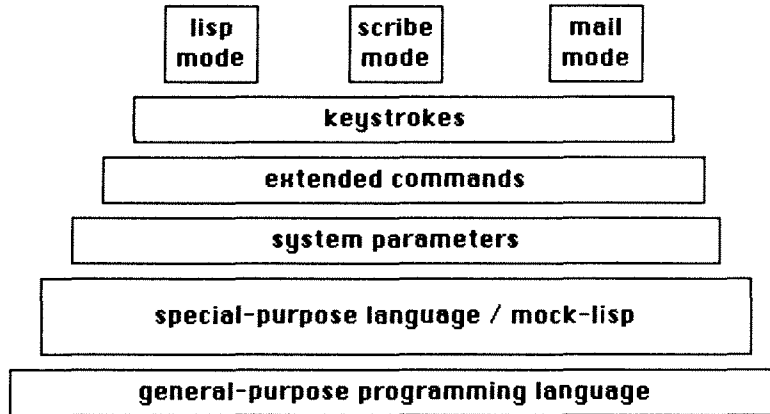 lisp
mode
scribe
mode
mail
mode
keystrokes
extended commands
system parameters
special-purpose language / mock-lisp
general-purpose programming language